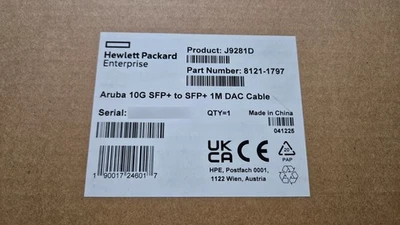 Hewlett Packard
Enterprise
Product: J9281D
Part Number: 8121-1797
Aruba 10G SFP+ to SFP+ 1M DAC Cable
Serial:
QTY=1
Made in China
041225
UK
CA
CE
20
PAP
HPE, Postfach 0001,
1122 Wien, Austria
1 90017 24601 7